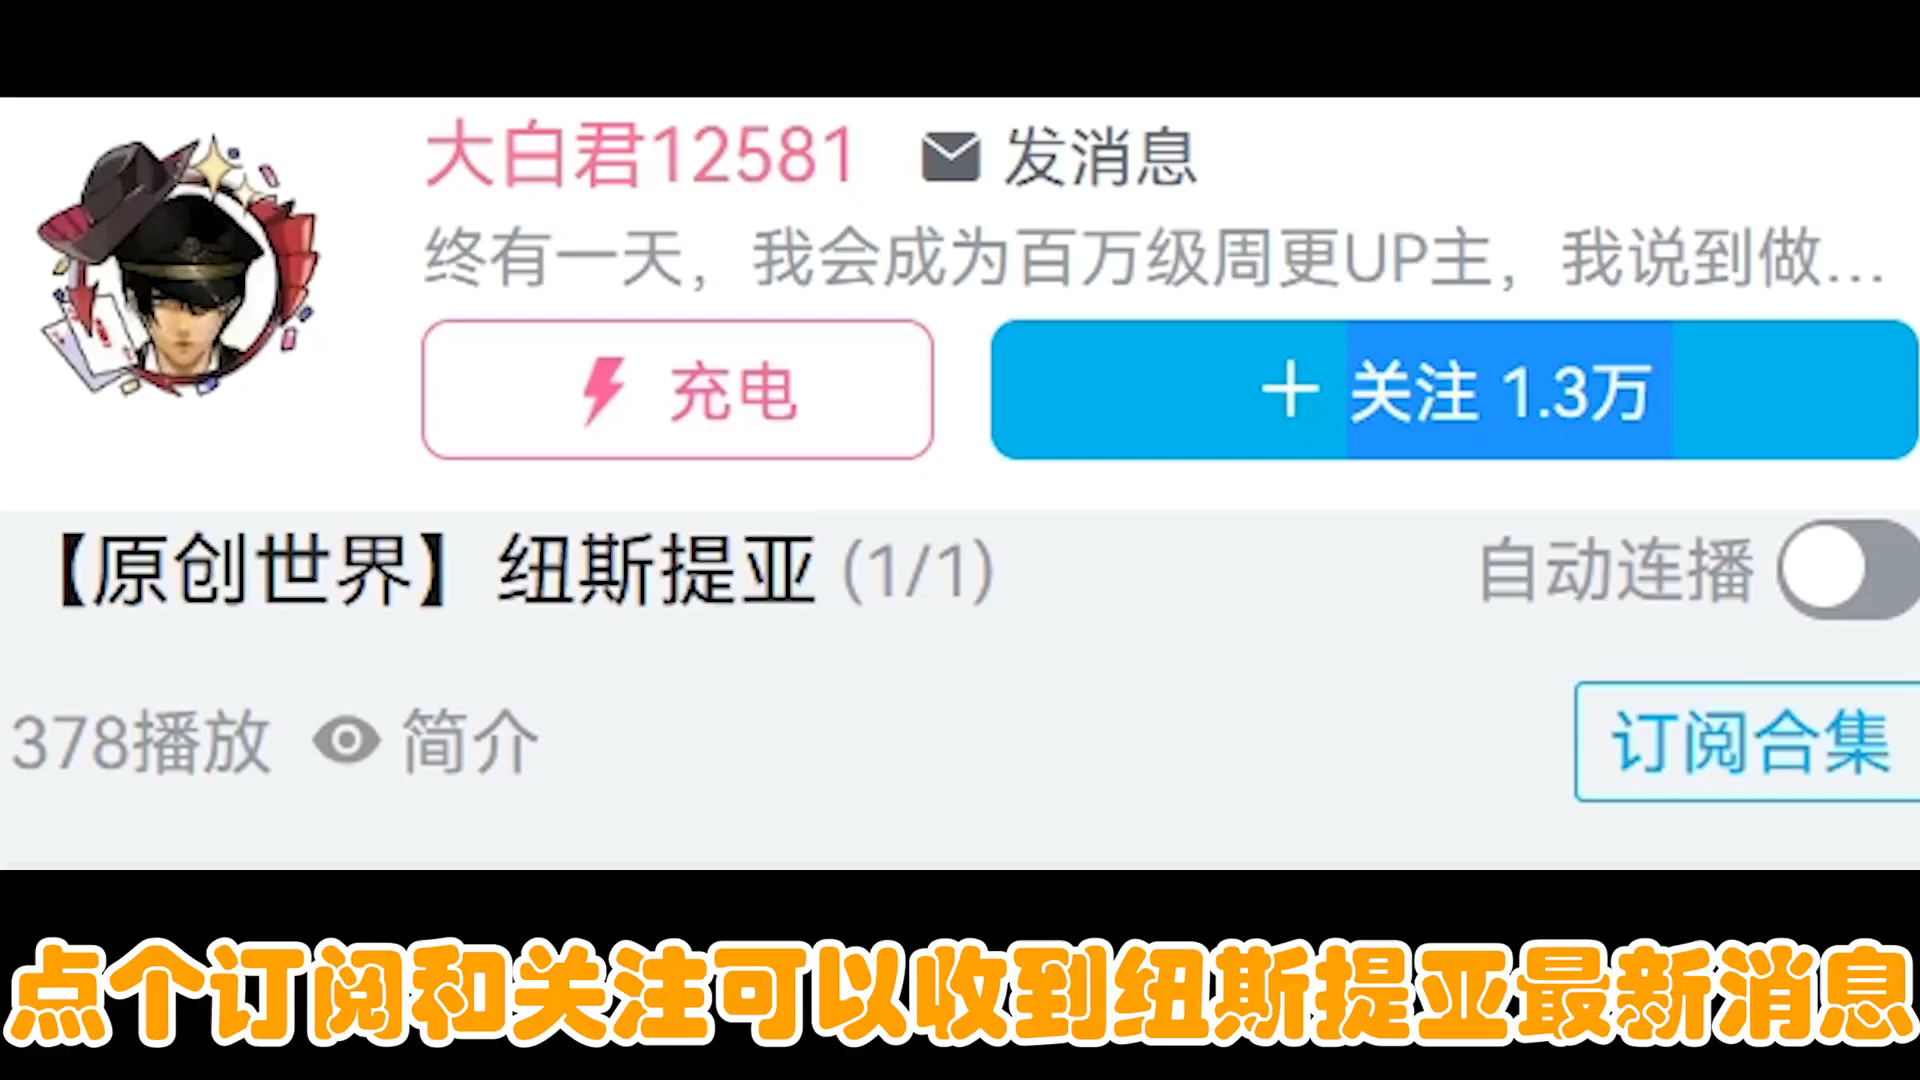 大白君12581 发消息
终有一天，我会成为百万级周更UP主，我说到做...
充电 + 关注 1.3万
【原创世界】纽斯提亚 (1/1) 自动连播
378播放 简介 订阅合集
点个订阅和关注可以收到纽斯提亚最新消息